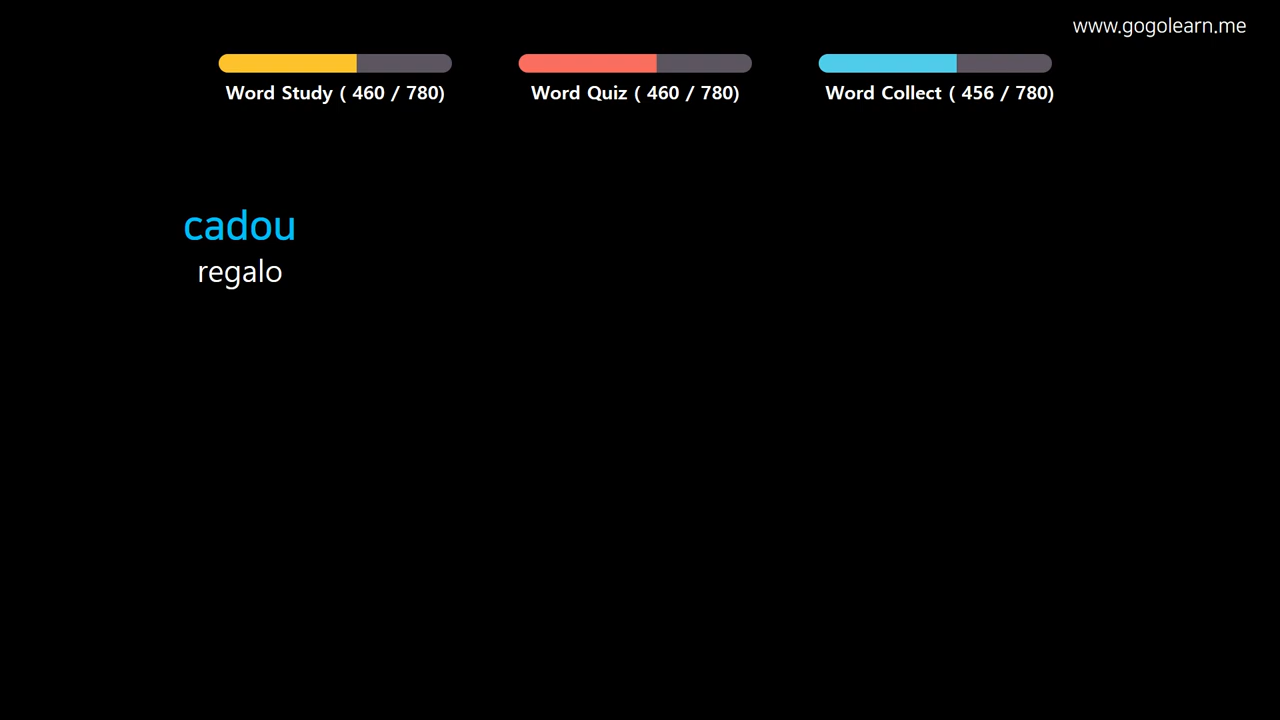 www.gogolearn.me
Word Study ( 460 / 780)
Word Quiz ( 460 / 780)
Word Collect ( 456 / 780)
cadou
regalo